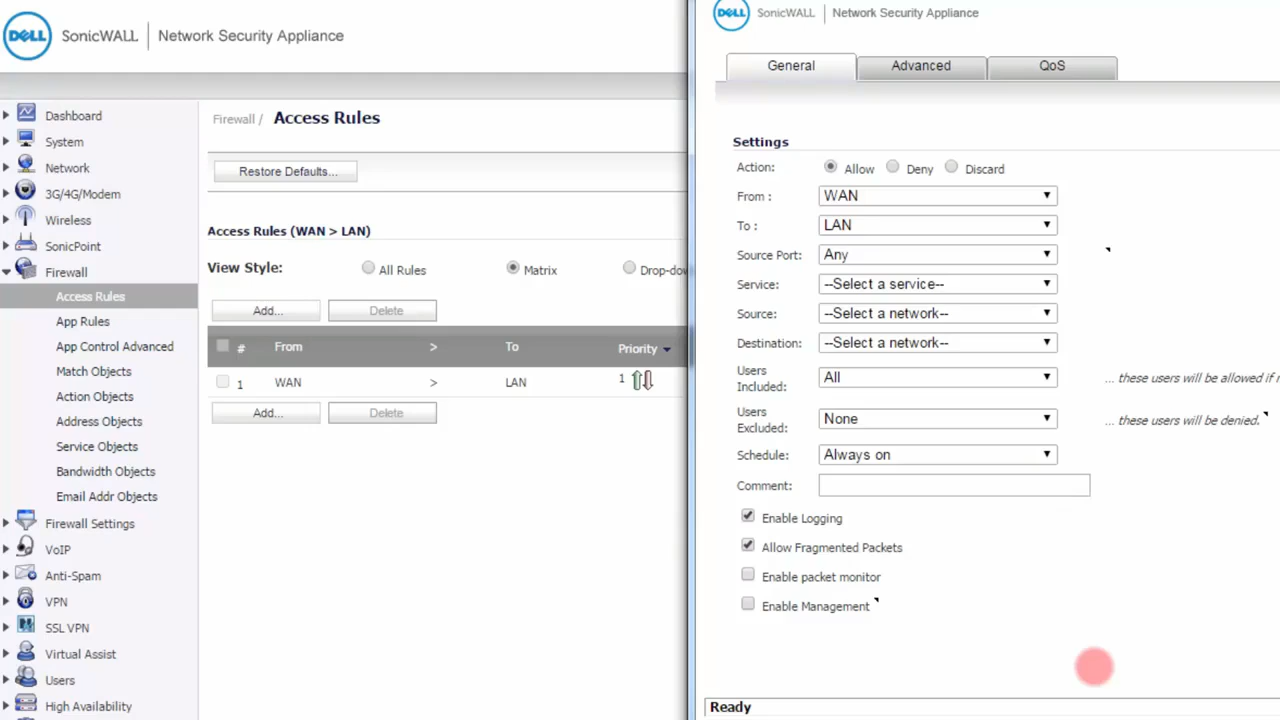 DELL SonicWALL | Network Security Appliance
Dashboard
System
Network
3G/4G/Modem
Wireless
SonicPoint
Firewall
Access Rules
App Rules
App Control Advanced
Match Objects
Action Objects
Address Objects
Service Objects
Bandwidth Objects
Email Addr Objects
Firewall Settings
VoIP
Anti-Spam
VPN
SSL VPN
Virtual Assist
Users
High Availability
Firewall / Access Rules
Restore Defaults...
Access Rules (WAN > LAN)
View Style: All Rules Matrix Drop-dow
Add... Delete
# From > To Priority
1 WAN > LAN 1
Add... Delete
DELL SonicWALL | Network Security Appliance
General Advanced QoS
Settings
Action: Allow Deny Discard
From : WAN
To : LAN
Source Port: Any
Service: --Select a service--
Source: --Select a network--
Destination: --Select a network--
Users
Included: All ... these users will be allowed if n
Users
Excluded: None ... these users will be denied.
Schedule: Always on
Comment:
Enable Logging
Allow Fragmented Packets
Enable packet monitor
Enable Management
Ready